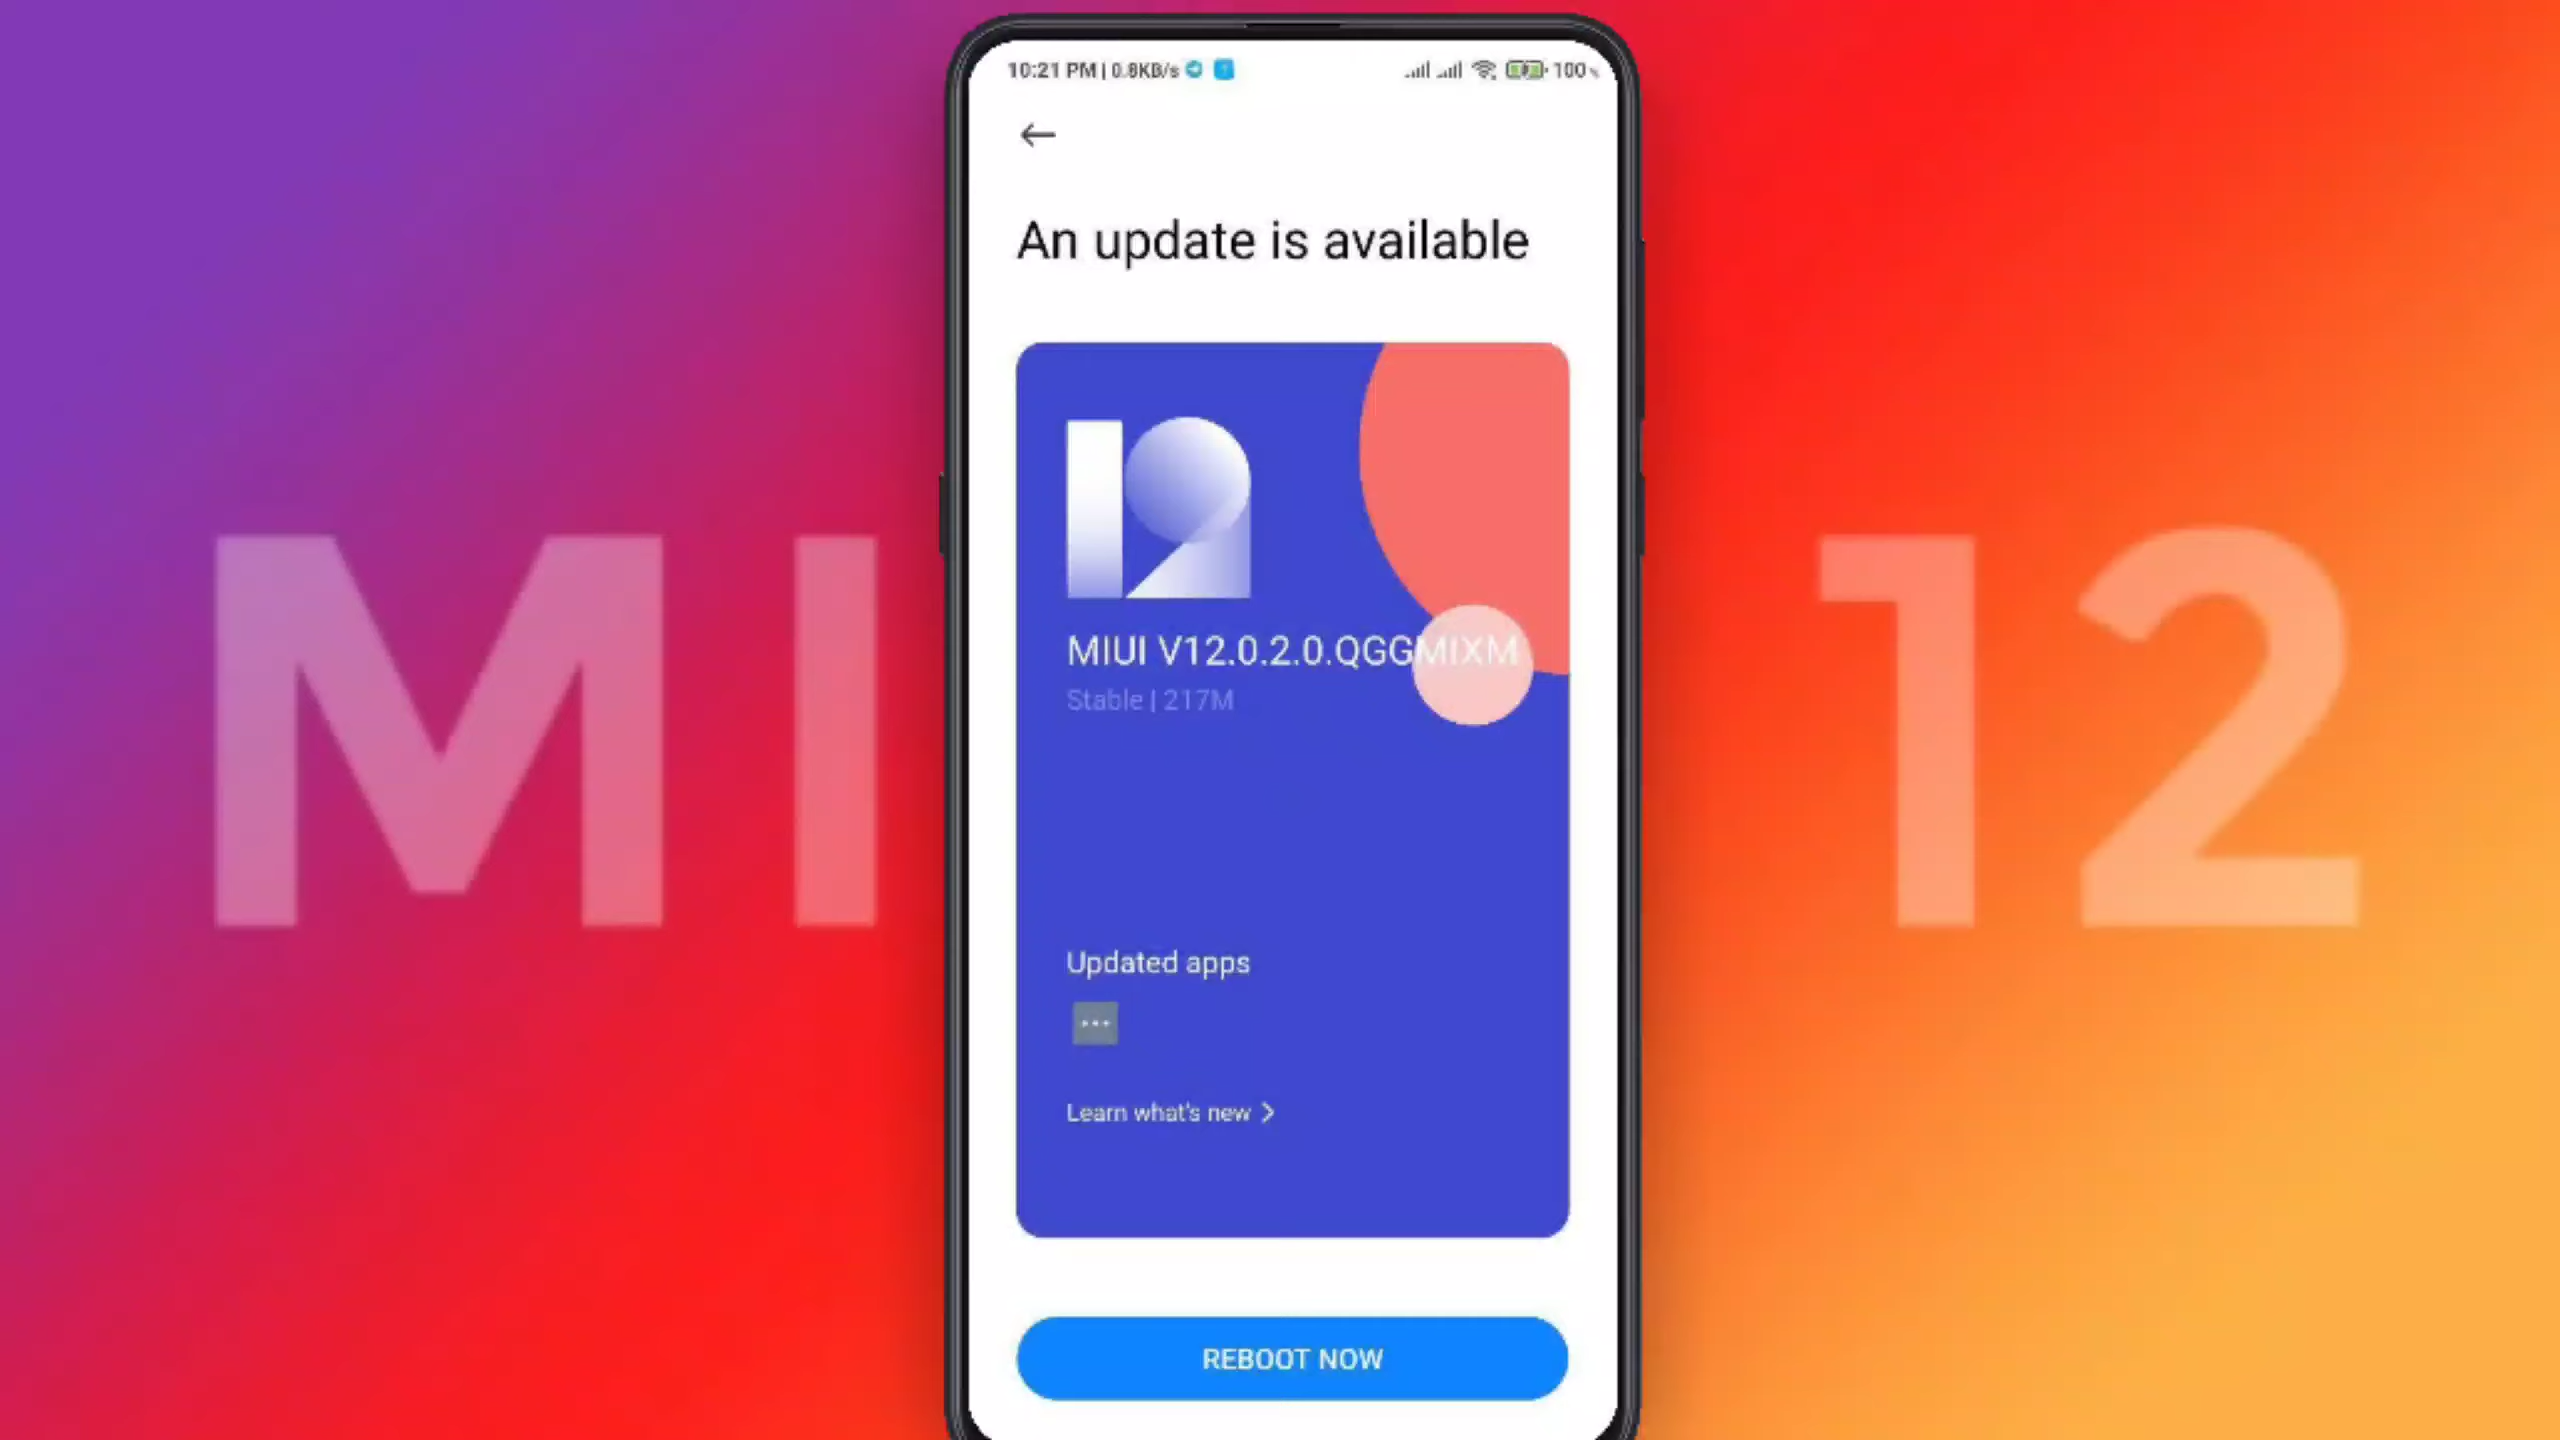 MI 12
10:21 PM | 0.8KB/s
100%
An update is available
12
MIUI V12.0.2.0.QGGMIXM
Stable | 217M
Updated apps
Learn what's new >
REBOOT NOW